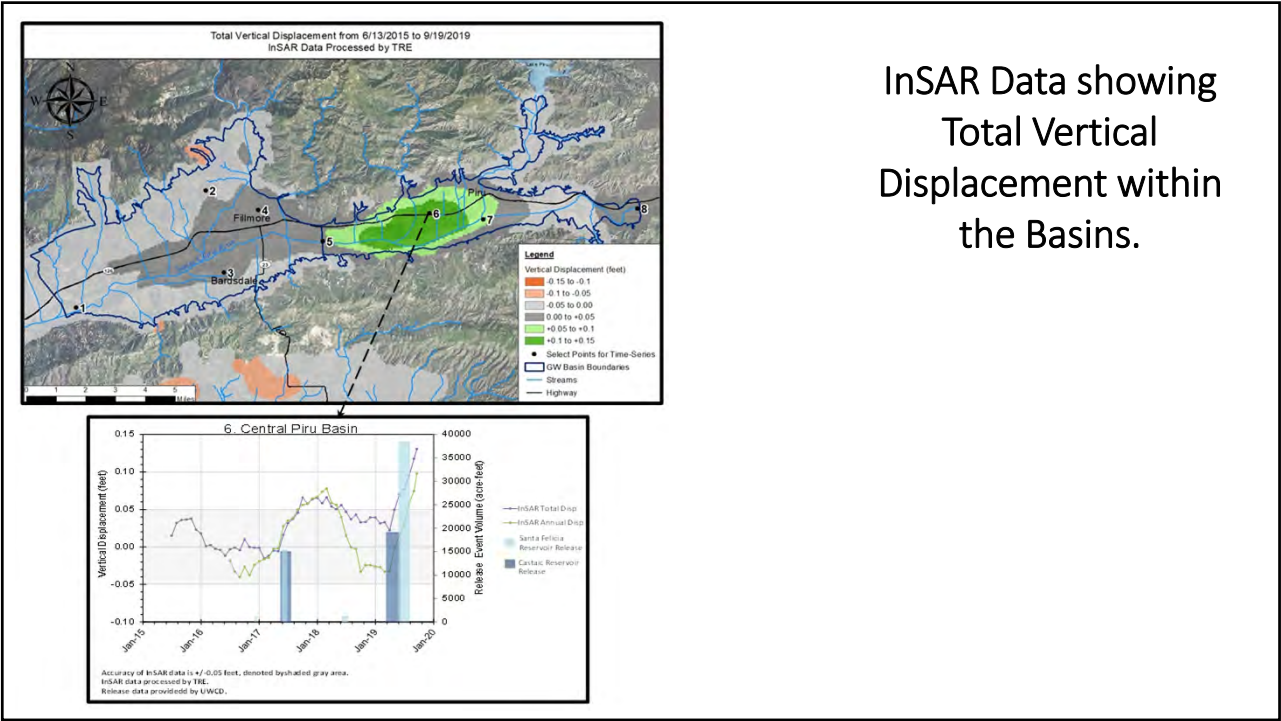 Total Vertical Displacement from 6/13/2015 to 9/19/2019
InSAR Data Processed by TRE
N
W
E
S
2
4
Fillmore
3
Bardsdale
1
5
6
Piru
7
8
126
23
Legend
Vertical Displacement (feet)
-0.15 to -0.1
-0.1 to -0.05
-0.05 to 0.00
0.00 to +0.05
+0.05 to +0.1
+0.1 to +0.15
Select Points for Time-Series
GW Basin Boundaries
Streams
Highway
0 1 2 3 4 5
Miles
InSAR Data showing
Total Vertical
Displacement within
the Basins.
6. Central Piru Basin
Vertical Displacement (feet)
0.15
0.10
0.05
0.00
-0.05
-0.10
40000
35000
30000
25000
20000
15000
10000
5000
0
Release Event Volume (acre-feet)
Jan-15
Jan-16
Jan-17
Jan-18
Jan-19
Jan-20
InSAR Total Disp
InSAR Annual Disp
Santa Felicia
Reservoir Release
Castaic Reservoir
Release
Accuracy of InSAR data is +/-0.05 feet, denoted byshaded gray area.
InSAR data processed by TRE.
Release data providedd by UWCD.